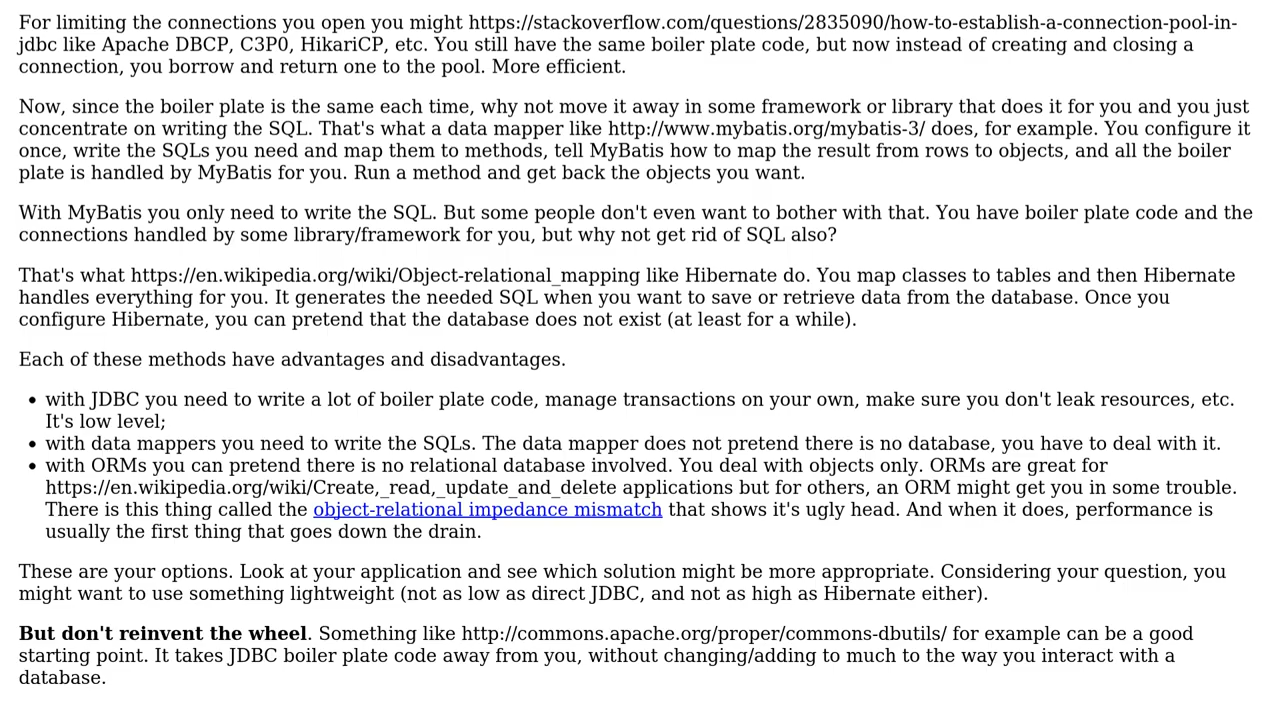 For limiting the connections you open you might https://stackoverflow.com/questions/2835090/how-to-establish-a-connection-pool-in-
jdbc like Apache DBCP, C3P0, HikariCP, etc. You still have the same boiler plate code, but now instead of creating and closing a
connection, you borrow and return one to the pool. More efficient.
Now, since the boiler plate is the same each time, why not move it away in some framework or library that does it for you and you just
concentrate on writing the SQL. That's what a data mapper like http://www.mybatis.org/mybatis-3/ does, for example. You configure it
once, write the SQLs you need and map them to methods, tell MyBatis how to map the result from rows to objects, and all the boiler
plate is handled by MyBatis for you. Run a method and get back the objects you want.
With MyBatis you only need to write the SQL. But some people don't even want to bother with that. You have boiler plate code and the
connections handled by some library/framework for you, but why not get rid of SQL also?
That's what https://en.wikipedia.org/wiki/Object-relational_mapping like Hibernate do. You map classes to tables and then Hibernate
handles everything for you. It generates the needed SQL when you want to save or retrieve data from the database. Once you
configure Hibernate, you can pretend that the database does not exist (at least for a while).
Each of these methods have advantages and disadvantages.
• with JDBC you need to write a lot of boiler plate code, manage transactions on your own, make sure you don't leak resources, etc.
It's low level;
• with data mappers you need to write the SQLs. The data mapper does not pretend there is no database, you have to deal with it.
• with ORMs you can pretend there is no relational database involved. You deal with objects only. ORMs are great for
https://en.wikipedia.org/wiki/Create,_read,_update_and_delete applications but for others, an ORM might get you in some trouble.
There is this thing called the object-relational impedance mismatch that shows it's ugly head. And when it does, performance is
usually the first thing that goes down the drain.
These are your options. Look at your application and see which solution might be more appropriate. Considering your question, you
might want to use something lightweight (not as low as direct JDBC, and not as high as Hibernate either).
But don't reinvent the wheel. Something like http://commons.apache.org/proper/commons-dbutils/ for example can be a good
starting point. It takes JDBC boiler plate code away from you, without changing/adding to much to the way you interact with a
database.